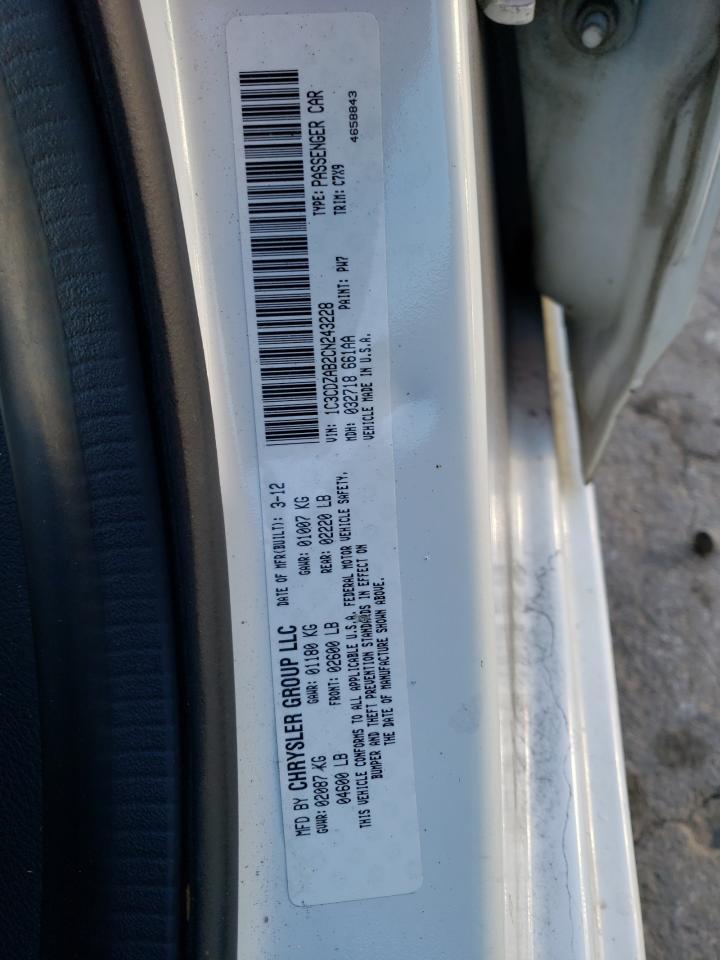 MFD BY CHRYSLER GROUP LLC DATE OF MFR(BUILT): 3-12
GVWR: 02087 KG GAWR: 01180 KG GAWR: 01007 KG
04600 LB FRONT: 02600 LB REAR: 02220 LB
THIS VEHICLE CONFORMS TO ALL APPLICABLE U.S.A. FEDERAL MOTOR VEHICLE SAFETY,
BUMPER AND THEFT PREVENTION STANDARDS IN EFFECT ON
THE DATE OF MANUFACTURE SHOWN ABOVE.
VIN: 1C3CDZAB2CN243228 TYPE: PASSENGER CAR
MDH: 032718 661AA PAINT: PW7 TRIM: C7X9
VEHICLE MADE IN U.S.A. 4658843